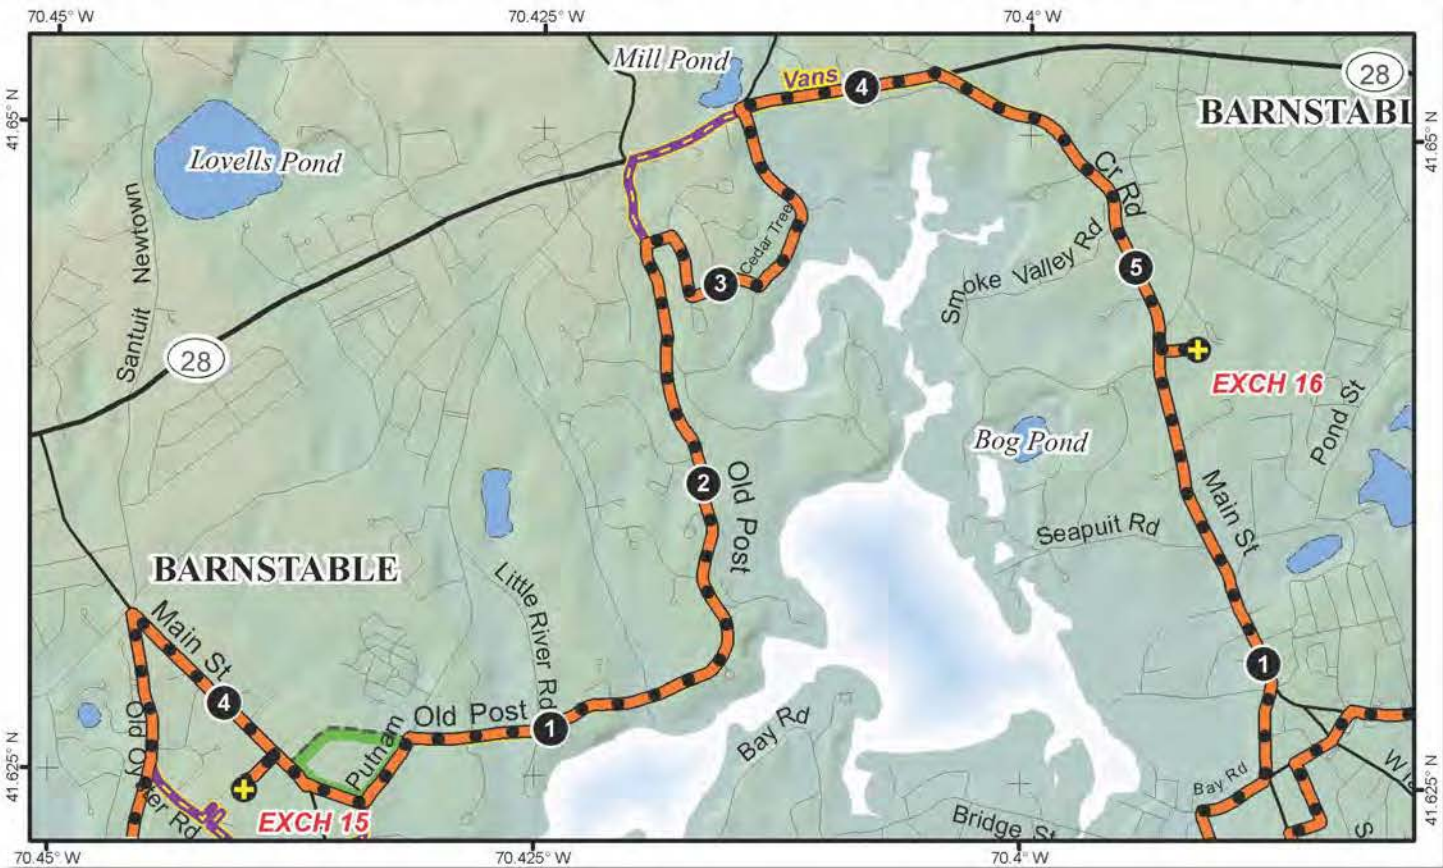 70.45° W
70.425° W
70.4° W
Mill Pond
Vans
4
28
BARNSTABL
41.65° N
41.65° N
Lovells Pond
Cr Rd
Santuit Newtown
Cedar Tree
Smoke Valley Rd
5
3
28
EXCH 16
Pond St
Bog Pond
2
Old Post
Main St
Seapuit Rd
BARNSTABLE
Little River Rd
Main St
1
4
Old Post
1
Old Oyster Rd
Putnam
Bay Rd
41.625° N
Bay Rd
41.625° N
EXCH 15
Bridge St
S
70.45° W
70.425° W
70.4° W